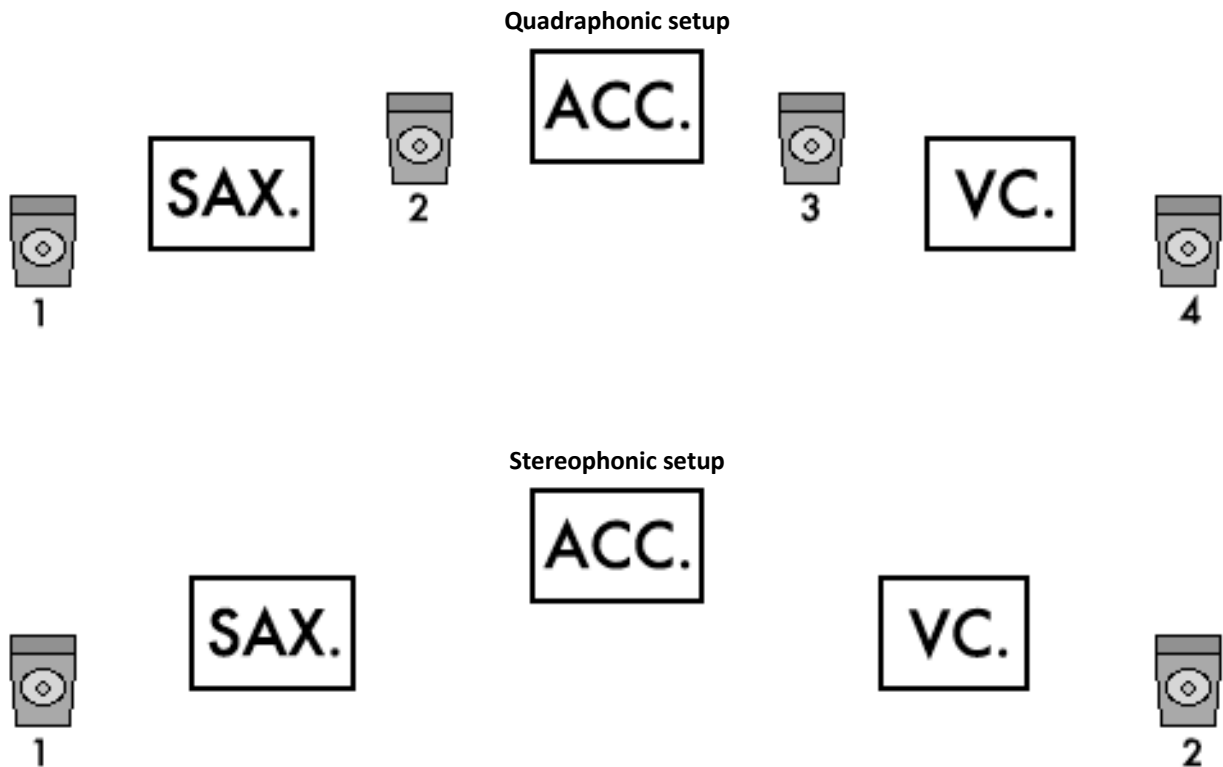 Quadraphonic setup
ACC.
SAX.
VC.
2
3
1
4
Stereophonic setup
ACC.
SAX.
VC.
1
2